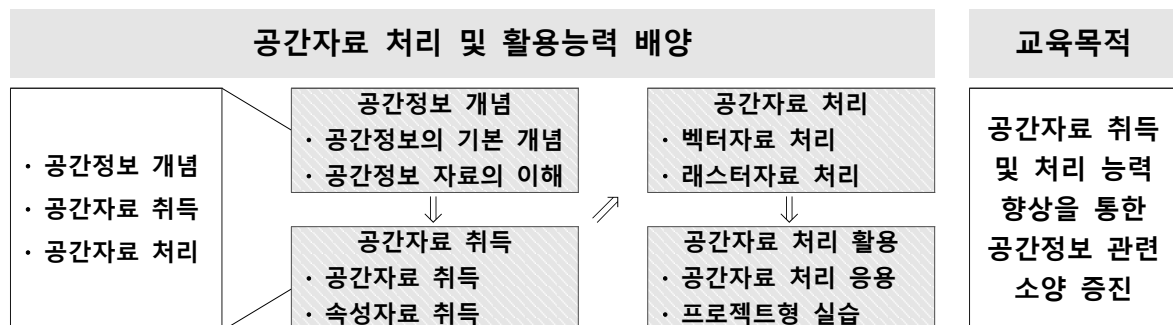 공간자료 처리 및 활용능력 배양
교육목적
· 공간정보 개념
· 공간자료 취득
· 공간자료 처리
공간정보 개념
· 공간정보의 기본 개념
· 공간정보 자료의 이해
공간자료 취득
· 공간자료 취득
· 속성자료 취득
공간자료 처리
· 벡터자료 처리
· 래스터자료 처리
공간자료 처리 활용
· 공간자료 처리 응용
· 프로젝트형 실습
공간자료 취득
및 처리 능력
향상을 통한
공간정보 관련
소양 증진